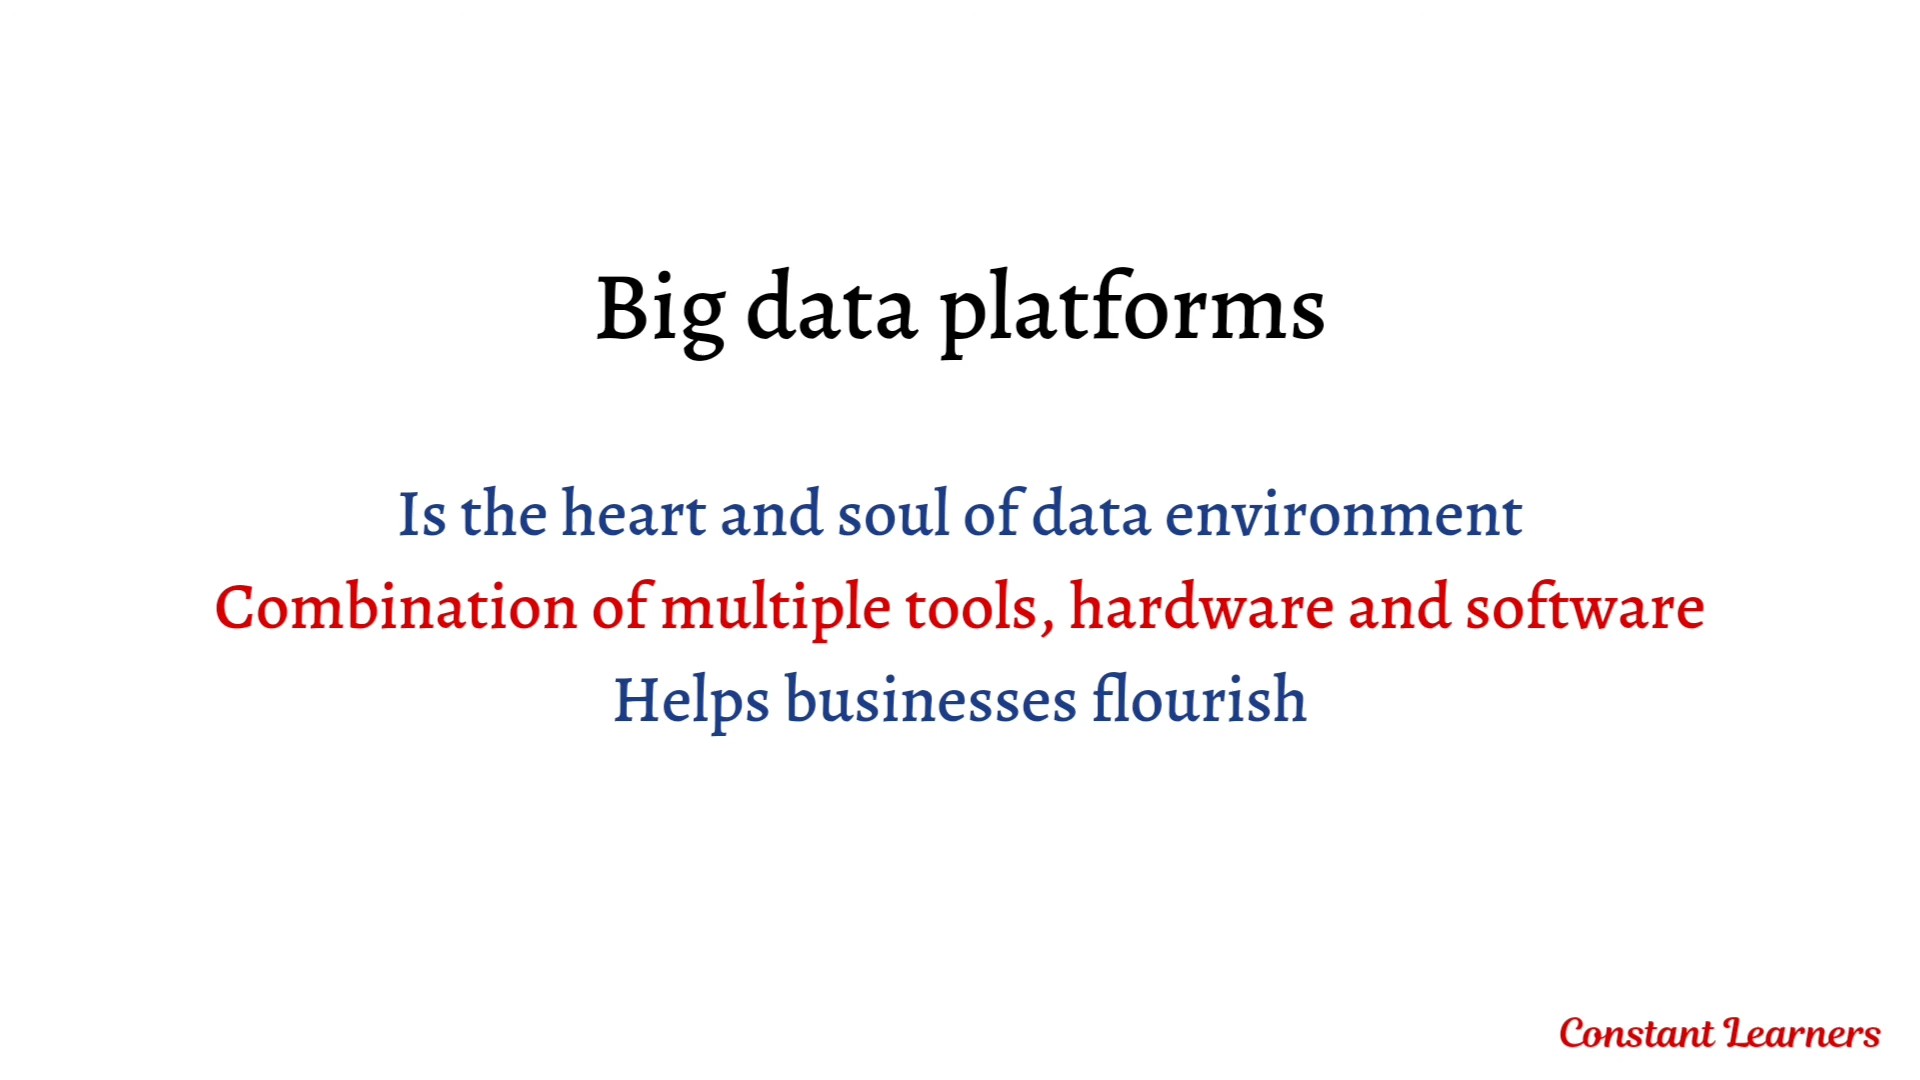 Big data platforms
Is the heart and soul of data environment
Combination of multiple tools, hardware and software
Helps businesses flourish
Constant Learners